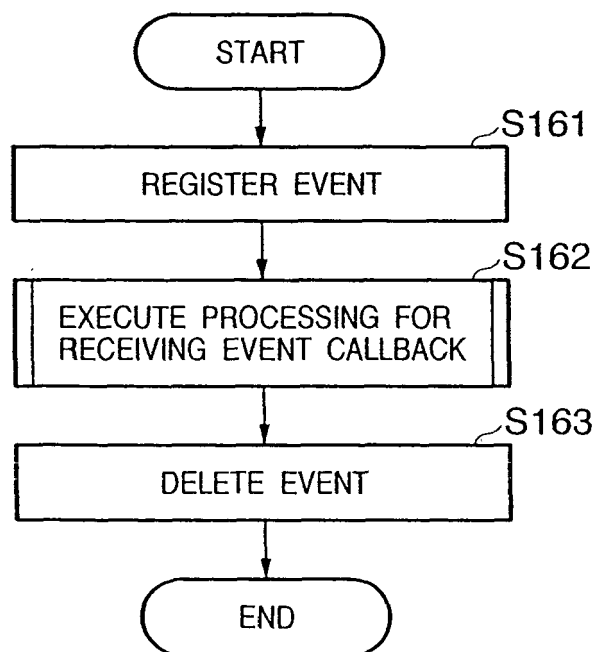 START
S161
REGISTER EVENT
S162
EXECUTE PROCESSING FOR
RECEIVING EVENT CALLBACK
S163
DELETE EVENT
END